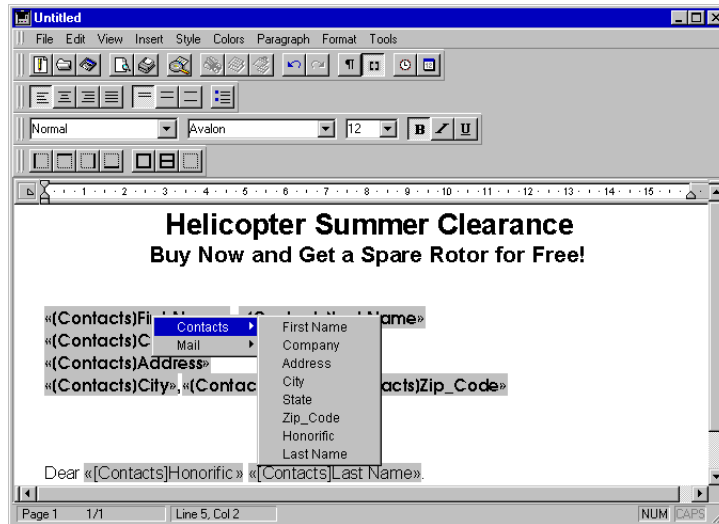 Untitled
File Edit View Insert Style Colors Paragraph Format Tools
Normal Avalon 12 B Z U
1 2 3 4 5 6 7 8 9 10 11 12 13 14 15
Helicopter Summer Clearance
Buy Now and Get a Spare Rotor for Free!
«(Contacts)Fi ame»
«(Contacts)C
«(Contacts)Address»
«(Contacts)City»,«(Contac acts)Zip_Code»
Contacts
Mail
First Name
Company
Address
City
State
Zip_Code
Honorific
Last Name
Dear «[Contacts]Honorific» «[Contacts]Last Name».
Page 1 1/1 Line 5, Col 2 NUM CAPS